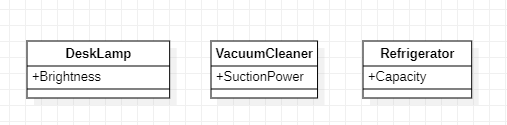 DeskLamp
+Brightness
VacuumCleaner
+SuctionPower
Refrigerator
+Capacity